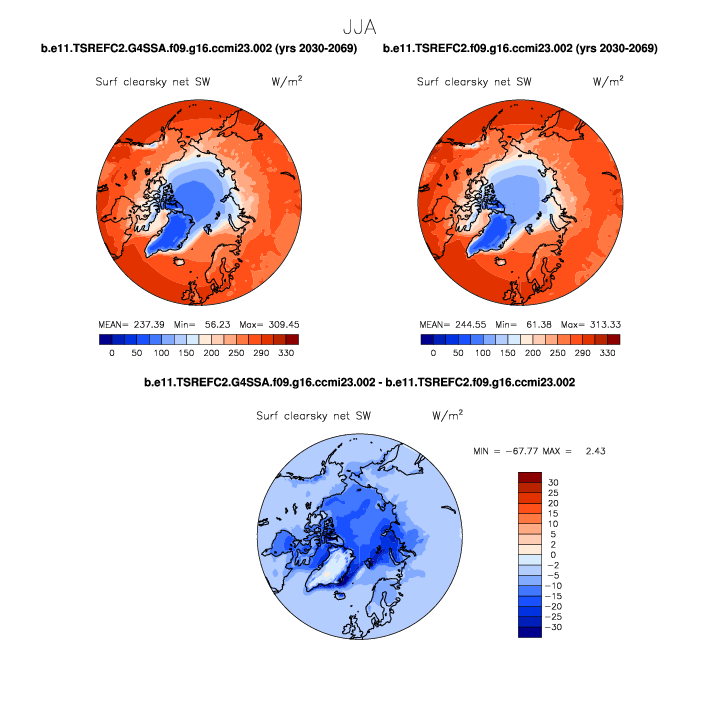 JJA
b.e11.TSREFC2.G4SSA.f09.g16.ccmi23.002 (yrs 2030-2069)
b.e11.TSREFC2.f09.g16.ccmi23.002 (yrs 2030-2069)
Surf clearsky net SW W/m²
Surf clearsky net SW W/m²
MEAN= 237.39 Min= 56.23 Max= 309.45
MEAN= 244.55 Min= 61.38 Max= 313.33
0 50 100 150 200 250 290 330
0 50 100 150 200 250 290 330
b.e11.TSREFC2.G4SSA.f09.g16.ccmi23.002 - b.e11.TSREFC2.f09.g16.ccmi23.002
Surf clearsky net SW W/m²
MIN = -67.77 MAX = 2.43
30
25
20
15
10
5
2
0
-2
-5
-10
-15
-20
-25
-30